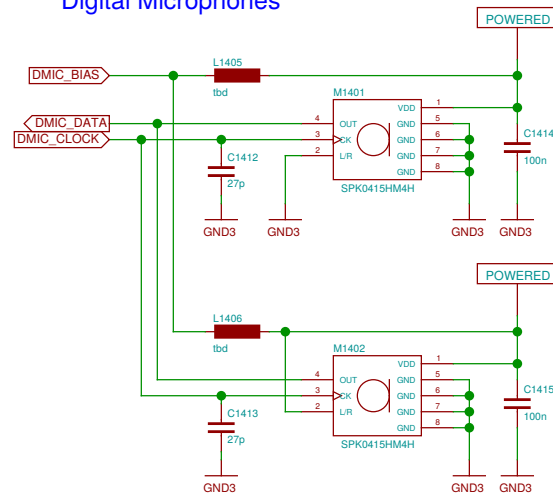 Digital Microphones
POWERED
L1405
DMIC_BIAS
tbd
M1401
DMIC_DATA
DMIC_CLOCK
4 OUT VDD 1
3 CK GND 5
2 L/R GND 6
GND 7
GND 8
SPK0415HM4H
C1412
27p
C1414
100n
GND3 GND3 GND3 GND3
POWERED
L1406
tbd
M1402
4 OUT VDD 1
3 CK GND 5
2 L/R GND 6
GND 7
GND 8
SPK0415HM4H
C1413
27p
C1415
100n
GND3 GND3 GND3